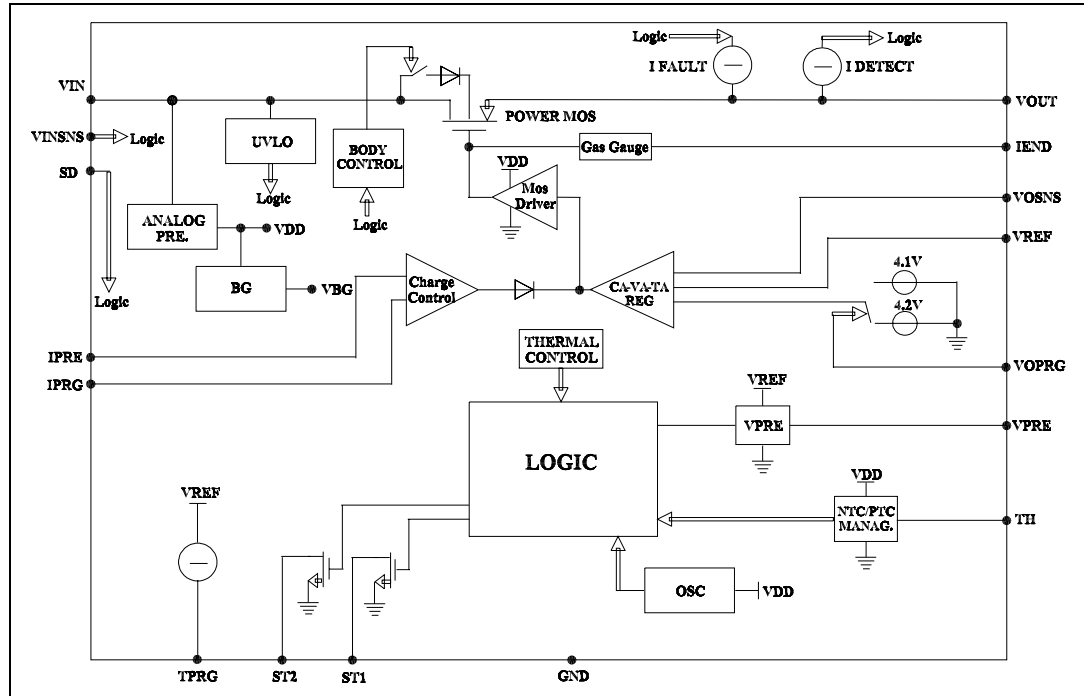 Logic
Logic
I FAULT
I DETECT
VIN
VOUT
POWER MOS
VINSNS
Logic
UVLO
BODY
CONTROL
Gas Gauge
IEND
SD
VDD
Mos
Driver
Logic
Logic
VOSNS
ANALOG
PRE.
VDD
VREF
4.1V
BG
VBG
Charge
Control
CA-VA-TA
REG
Logic
4.2V
THERMAL
CONTROL
IPRE
VOPRG
IPRG
VREF
VPRE
VPRE
LOGIC
VDD
VREF
NTC/PTC
MANAG.
TH
OSC
VDD
TPRG
ST2
ST1
GND